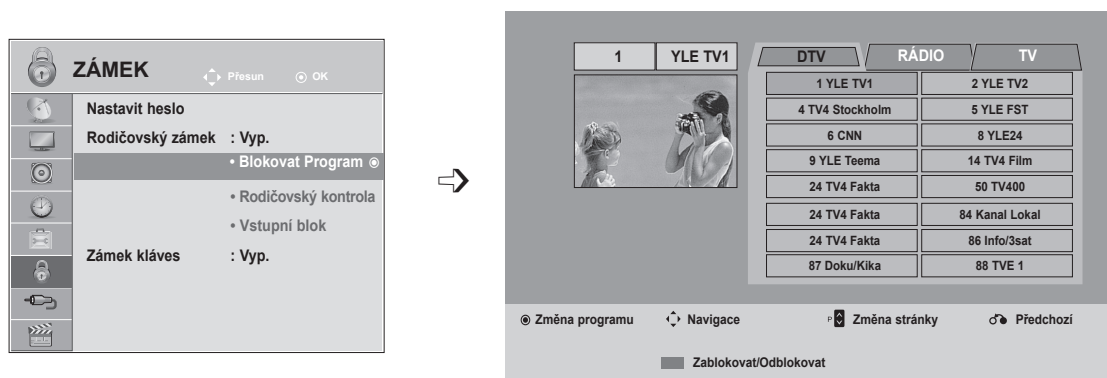 ZÁMEK
Přesun OK
Nastavit heslo
Rodičovský zámek : Vyp.
• Blokovat Program
• Rodičovský kontrola
• Vstupní blok
Zámek kláves : Vyp.
1 YLE TV1
DTV RÁDIO TV
1 YLE TV1 2 YLE TV2
4 TV4 Stockholm 5 YLE FST
6 CNN 8 YLE24
9 YLE Teema 14 TV4 Film
24 TV4 Fakta 50 TV400
24 TV4 Fakta 84 Kanal Lokal
24 TV4 Fakta 86 Info/3sat
87 Doku/Kika 88 TVE 1
Změna programu Navigace P Změna stránky Předchozí
Zablokovat/Odblokovat